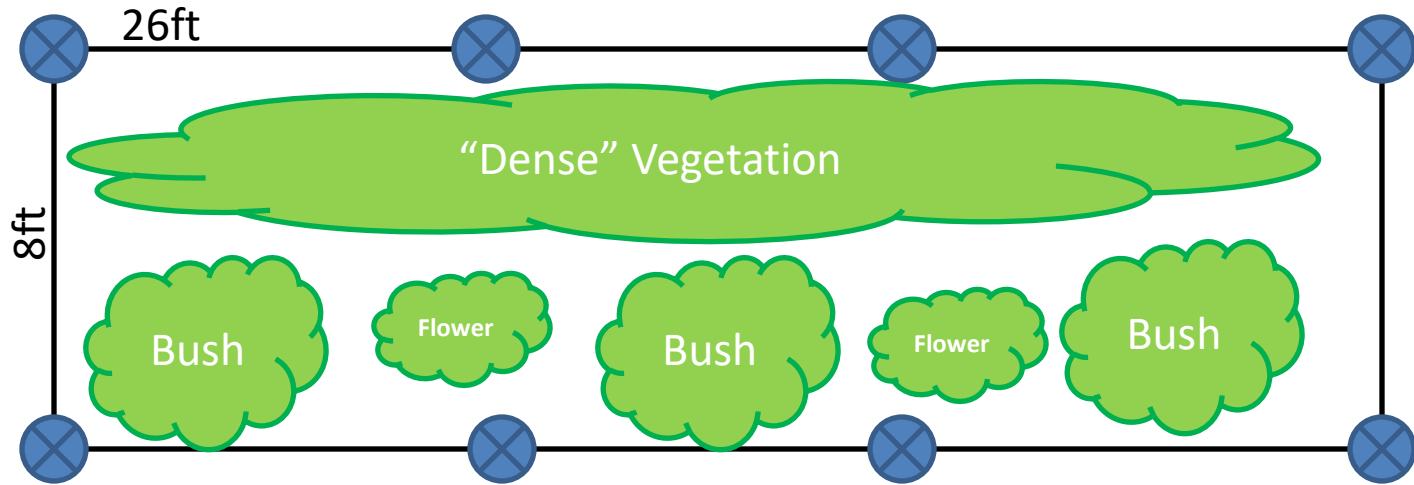 26ft
“Dense” Vegetation
8ft
Bush
Flower
Bush
Flower
Bush